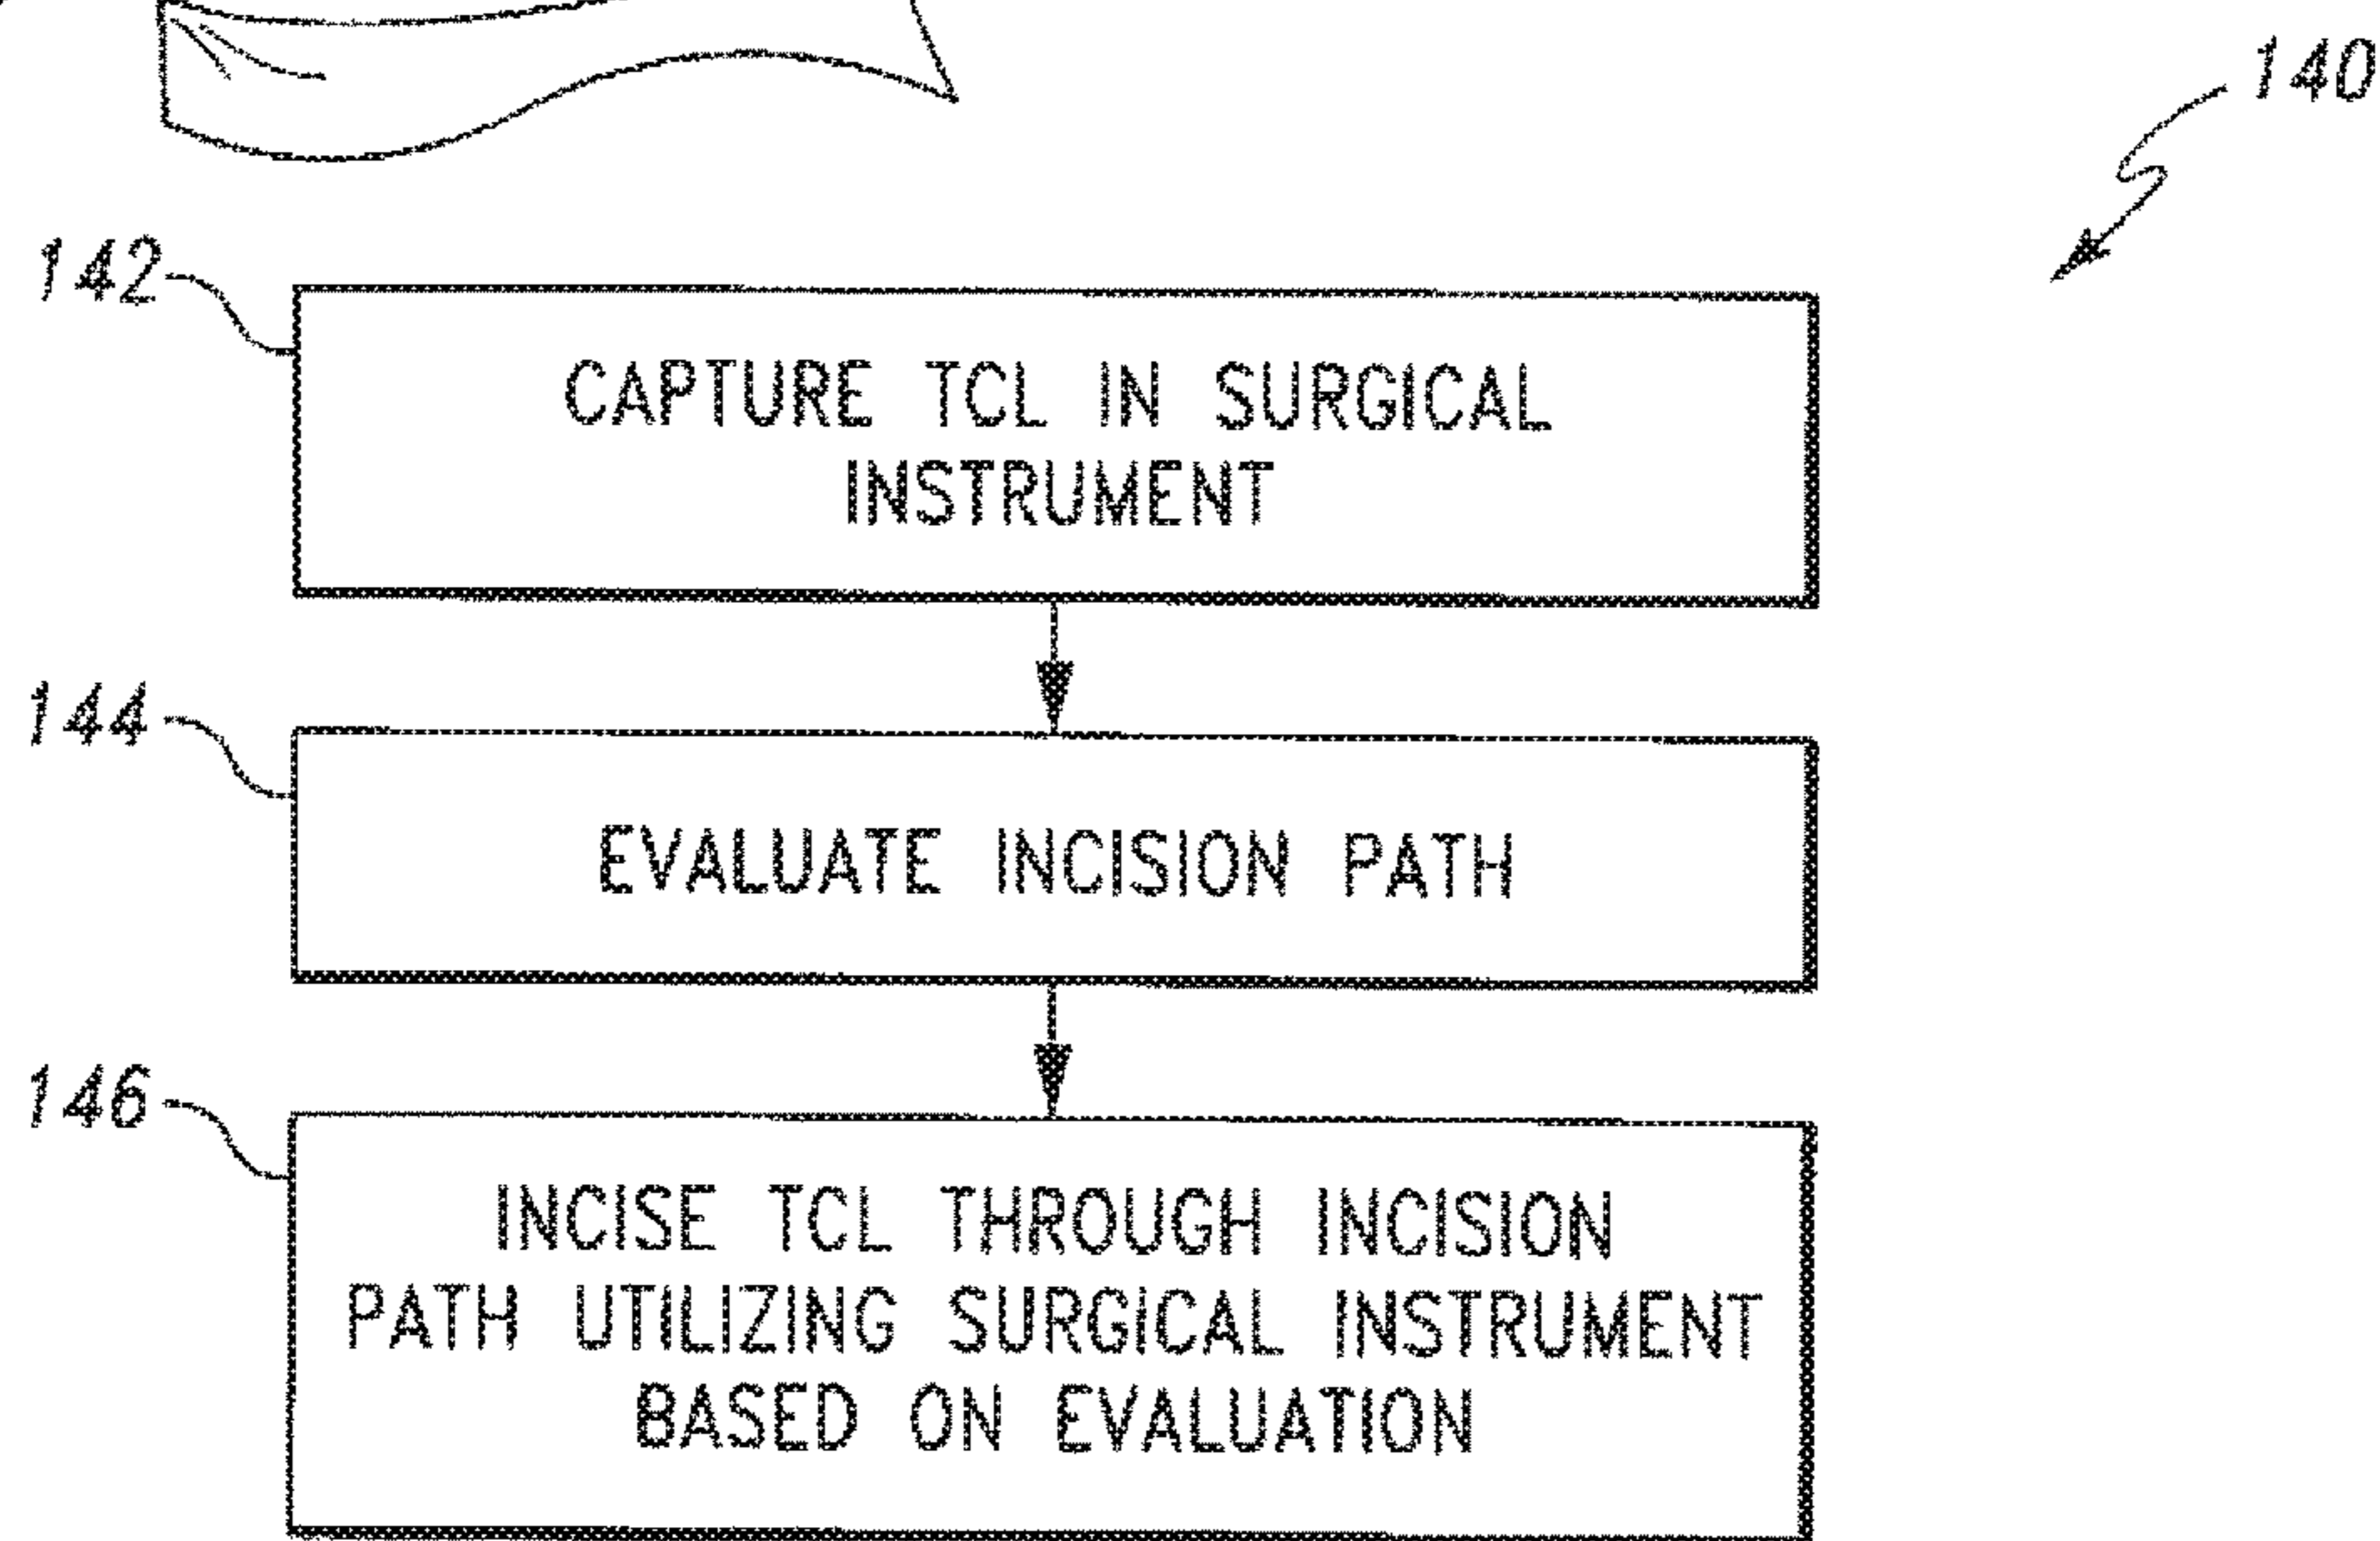 140
142
CAPTURE TCL IN SURGICAL
INSTRUMENT
144
EVALUATE INCISION PATH
146
INCISE TCL THROUGH INCISION
PATH UTILIZING SURGICAL INSTRUMENT
BASED ON EVALUATION